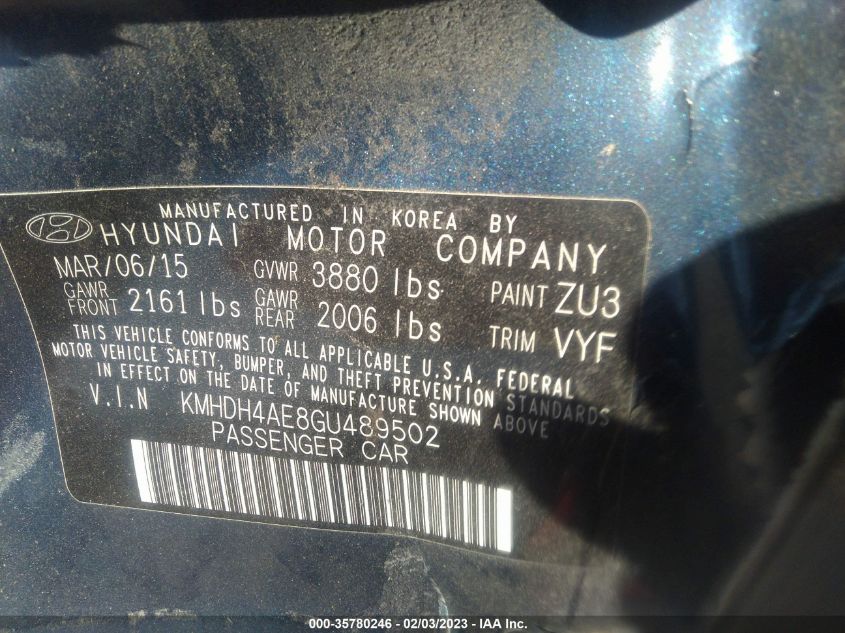 MANUFACTURED IN KOREA BY
HYUNDAI MOTOR COMPANY
MAR/06/15 GVWR 3880 lbs PAINT ZU3
GAWR FRONT 2161 lbs GAWR REAR 2006 lbs TRIM VYF
THIS VEHICLE CONFORMS TO ALL APPLICABLE U.S.A. FEDERAL
MOTOR VEHICLE SAFETY, BUMPER, AND THEFT PREVENTION STANDARDS
IN EFFECT ON THE DATE OF MANUFACTURE SHOWN ABOVE
V.I.N KMHDH4AE8GU489502
PASSENGER CAR
000-35780246 - 02/03/2023 - IAA Inc.